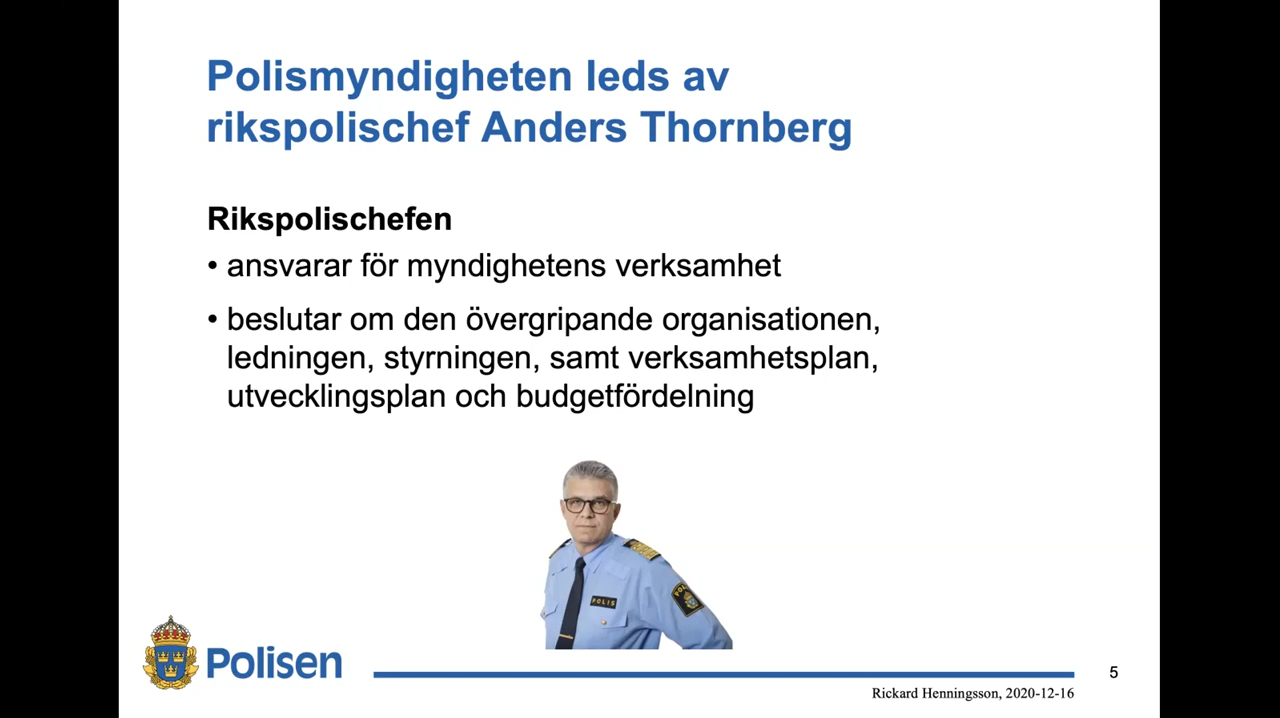 Polismyndigheten leds av
rikspolischef Anders Thornberg
Rikspolischefen
• ansvarar för myndighetens verksamhet
• beslutar om den övergripande organisationen,
ledningen, styrningen, samt verksamhetsplan,
utvecklingsplan och budgetfördelning
POLIS
POLIS
Polisen
5
Rickard Henningsson, 2020-12-16